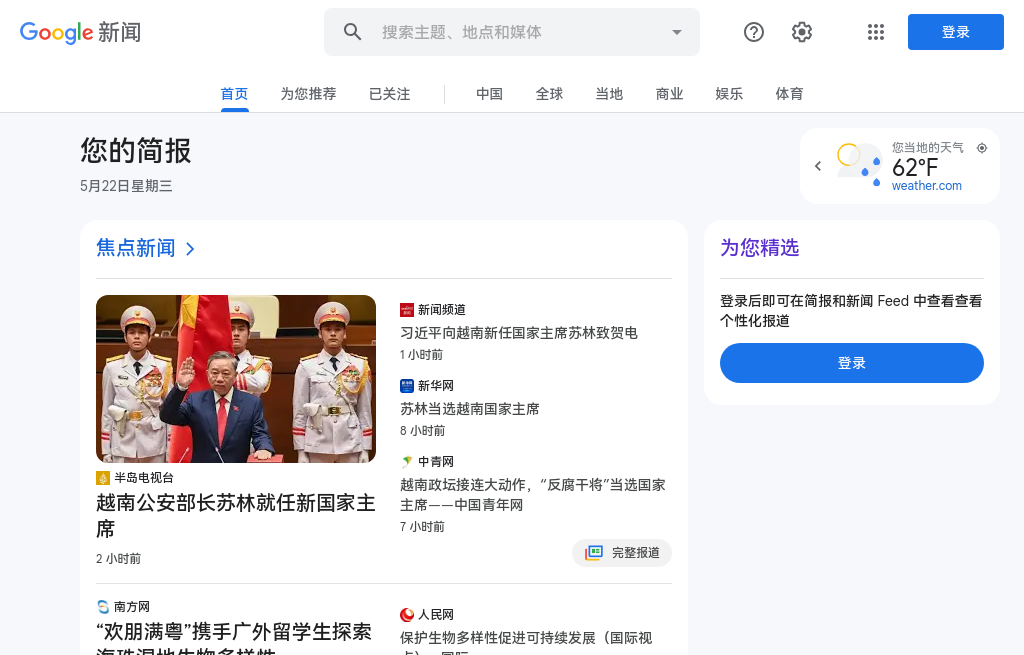 Google 新闻
搜索主题、地点和媒体
登录
首页
为您推荐
已关注
中国
全球
当地
商业
娱乐
体育
您的简报
5月22日星期三
您当地的天气
62°F
weather.com
焦点新闻
半岛电视台
越南公安部长苏林就任新国家主
席
2 小时前
新闻频道
习近平向越南新任国家主席苏林致贺电
1 小时前
新华网
苏林当选越南国家主席
8 小时前
中青网
越南政坛接连大动作，“反腐干将”当选国家
主席——中国青年网
7 小时前
完整报道
南方网
“欢朋满粤”携手广外留学生探索
海珠湿地生物多样性
人民网
保护生物多样性促进可持续发展（国际视
为您精选
登录后即可在简报和新闻 Feed 中查看查看
个性化报道
登录